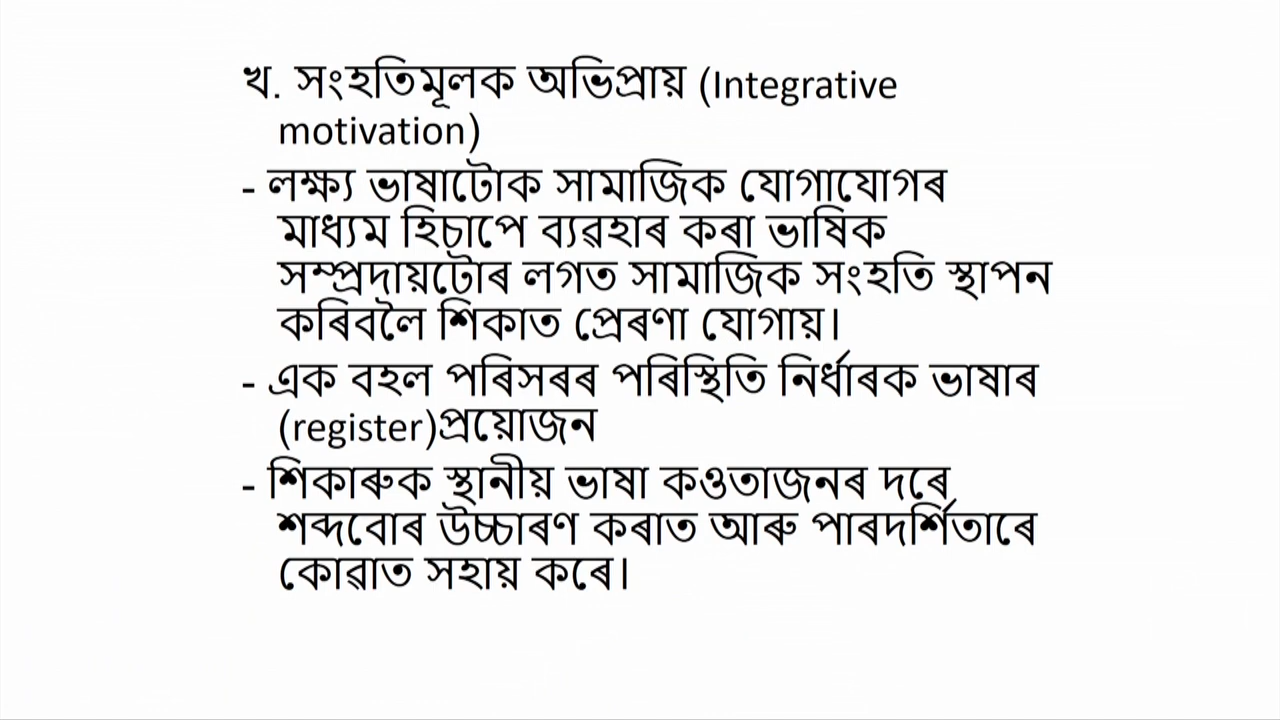 খ. সংহতিমূলক অভিপ্ৰায় (Integrative
motivation)
- লক্ষ্য ভাষাটোক সামাজিক যোগাযোগৰ
মাধ্যম হিচাপে ব্যৱহাৰ কৰা ভাষিক
সম্প্ৰদায়টোৰ লগত সামাজিক সংহতি স্থাপন
কৰিবলৈ শিকাত প্ৰেৰণা যোগায়।
- এক বহল পৰিসৰৰ পৰিস্থিতি নিৰ্ধাৰক ভাষাৰ
(register)প্ৰয়োজন
- শিকাৰুক স্থানীয় ভাষা কওতাজনৰ দৰে
শব্দবোৰ উচ্চাৰণ কৰাত আৰু পাৰদৰ্শিতাৰে
কোৱাত সহায় কৰে।